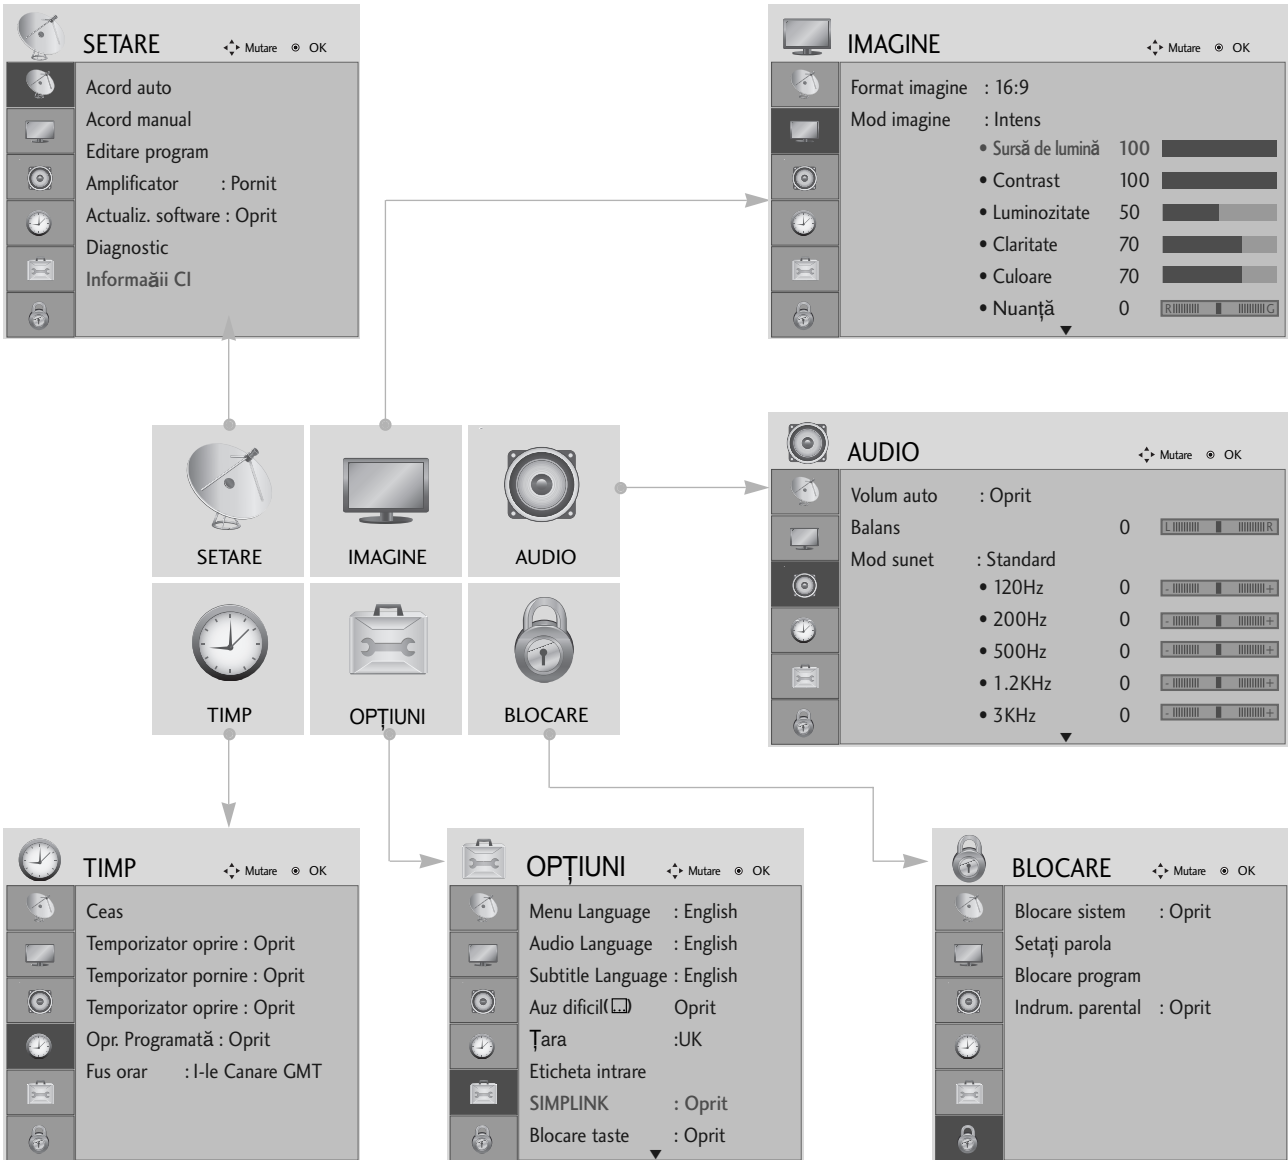 SETARE Mutare OK
Acord auto
Acord manual
Editare program
Amplificator : Pornit
Actualiz. software : Oprit
Diagnostic
Informaăii CI
IMAGINE Mutare OK
Format imagine : 16:9
Mod imagine : Intens
• Sursă de lumină 100
• Contrast 100
• Luminozitate 50
• Claritate 70
• Culoare 70
• Nuanță 0 R G
SETARE IMAGINE AUDIO
TIMP OPȚIUNI BLOCARE
AUDIO Mutare OK
Volum auto : Oprit
Balans 0 L R
Mod sunet : Standard
• 120Hz 0 - +
• 200Hz 0 - +
• 500Hz 0 - +
• 1.2KHz 0 - +
• 3KHz 0 - +
TIMP Mutare OK
Ceas
Temporizator oprire : Oprit
Temporizator pornire : Oprit
Temporizator oprire : Oprit
Opr. Programată : Oprit
Fus orar : I-le Canare GMT
OPȚIUNI Mutare OK
Menu Language : English
Audio Language : English
Subtitle Language : English
Auz dificil( ) Oprit
Țara :UK
Eticheta intrare
SIMPLINK : Oprit
Blocare taste : Oprit
BLOCARE Mutare OK
Blocare sistem : Oprit
Setați parola
Blocare program
Indrum. parental : Oprit